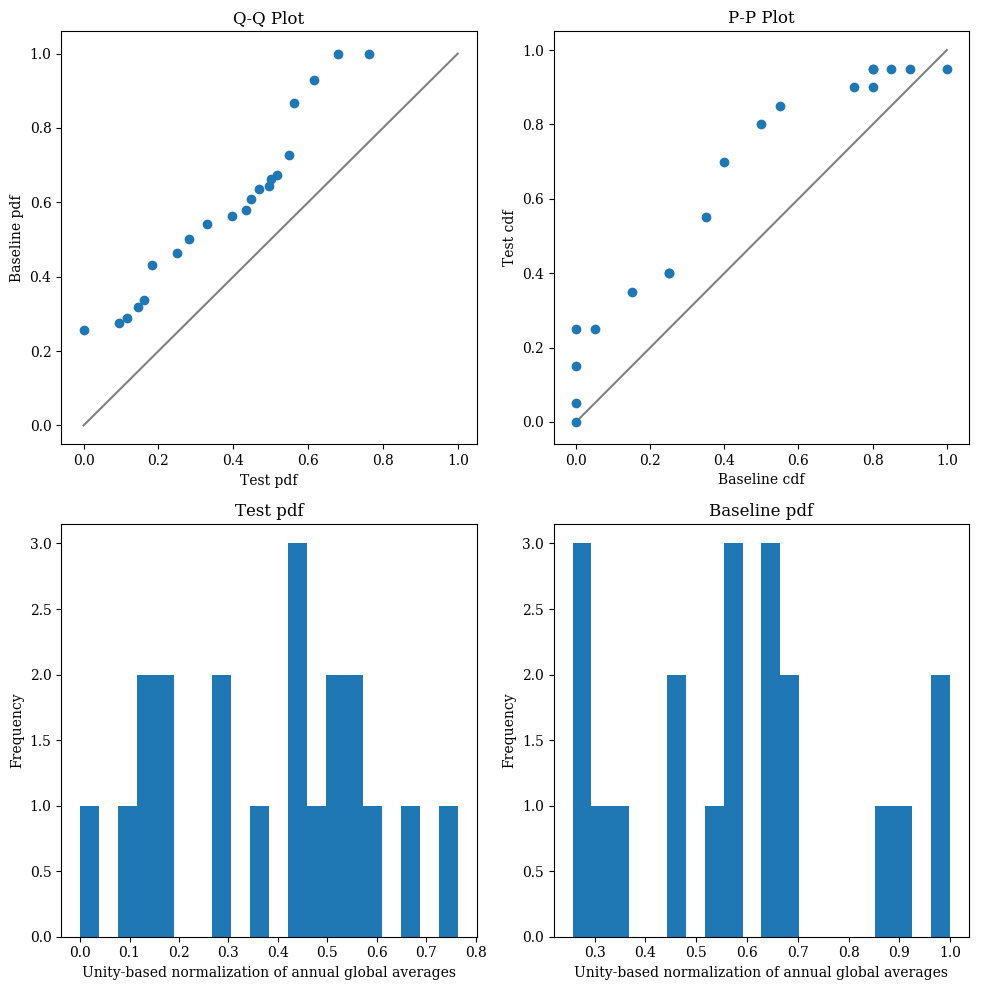 Q-Q Plot
1.0
0.8
0.6
0.4
0.2
0.0
Baseline pdf
0.0 0.2 0.4 0.6 0.8 1.0
Test pdf
P-P Plot
1.0
0.8
0.6
0.4
0.2
0.0
Test cdf
0.0 0.2 0.4 0.6 0.8 1.0
Baseline cdf
Test pdf
3.0
2.5
2.0
1.5
1.0
0.5
0.0
Frequency
0.0 0.1 0.2 0.3 0.4 0.5 0.6 0.7 0.8
Unity-based normalization of annual global averages
Baseline pdf
3.0
2.5
2.0
1.5
1.0
0.5
0.0
Frequency
0.3 0.4 0.5 0.6 0.7 0.8 0.9 1.0
Unity-based normalization of annual global averages